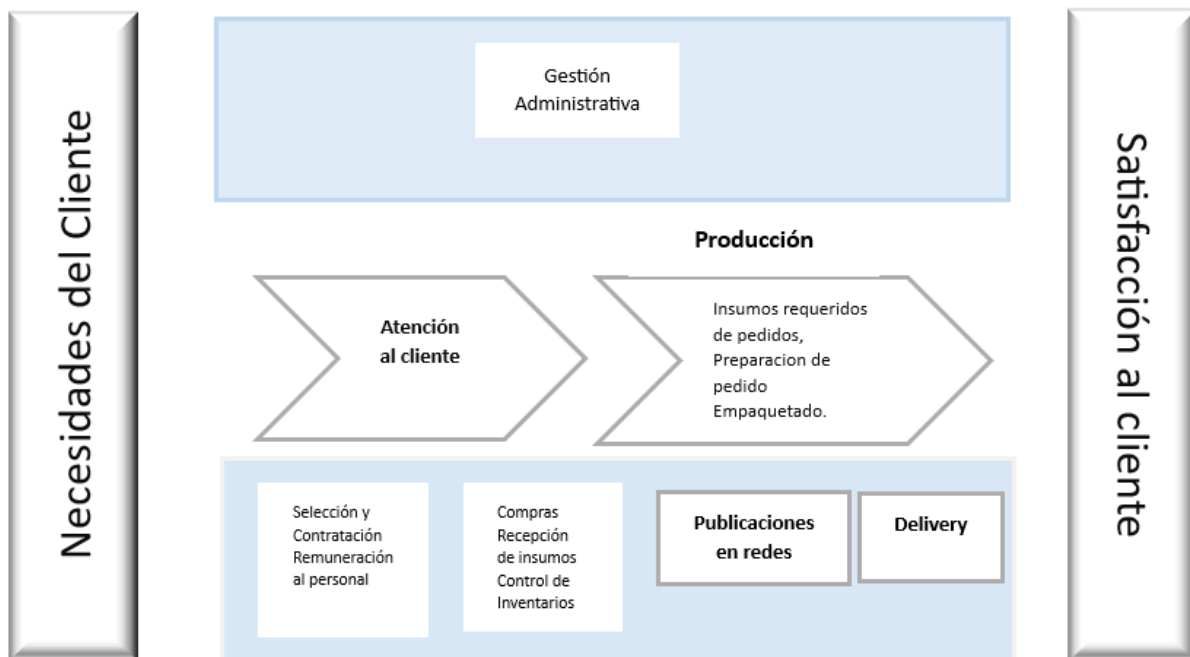 Necesidades del Cliente
Gestión
Administrativa
Producción
Atención
al cliente
Insumos requeridos
de pedidos,
Preparacion de
pedido
Empaquetado.
Selección y
Contratación
Remuneración
al personal
Compras
Recepción
de insumos
Control de
Inventarios
Publicaciones
en redes
Delivery
Satisfacción al cliente